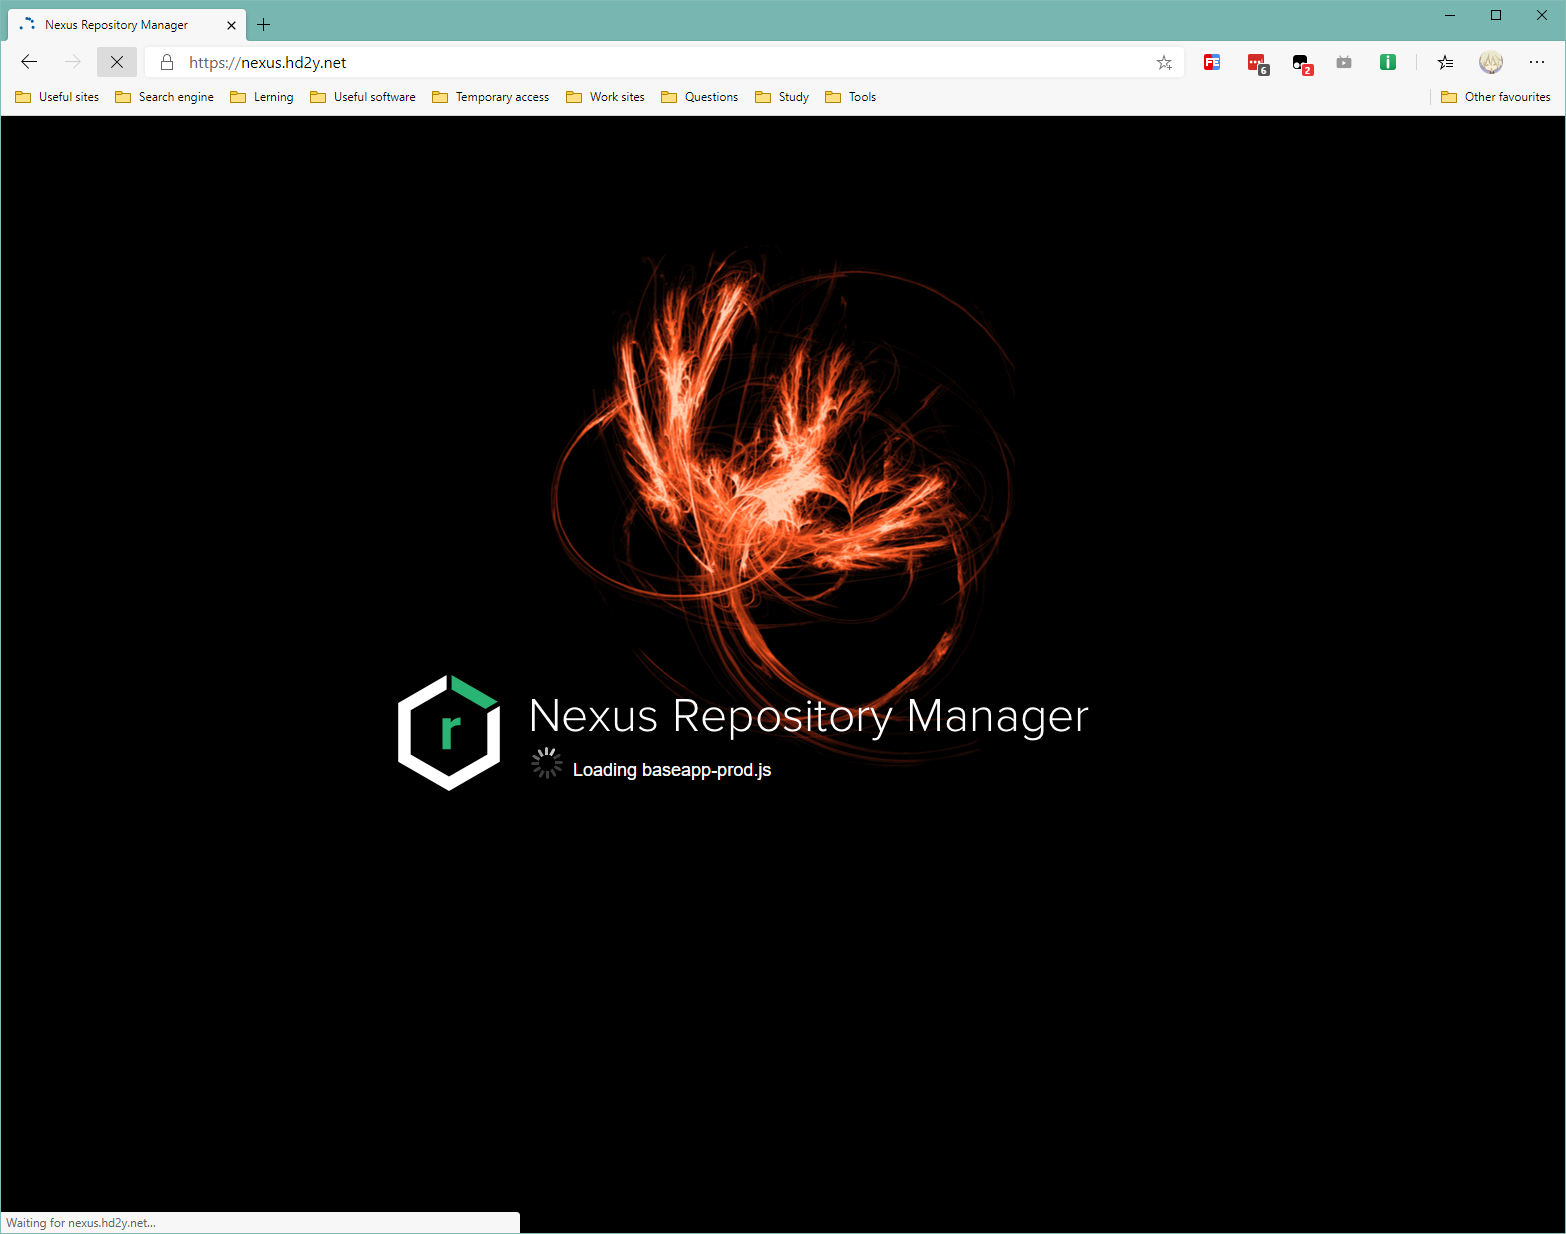 Nexus Repository Manager
https://nexus.hd2y.net
FE
6
2
Useful sites Search engine Lerning Useful software Temporary access Work sites Questions Study Tools Other favourites
r
Nexus Repository Manager
Loading baseapp-prod.js
Waiting for nexus.hd2y.net...